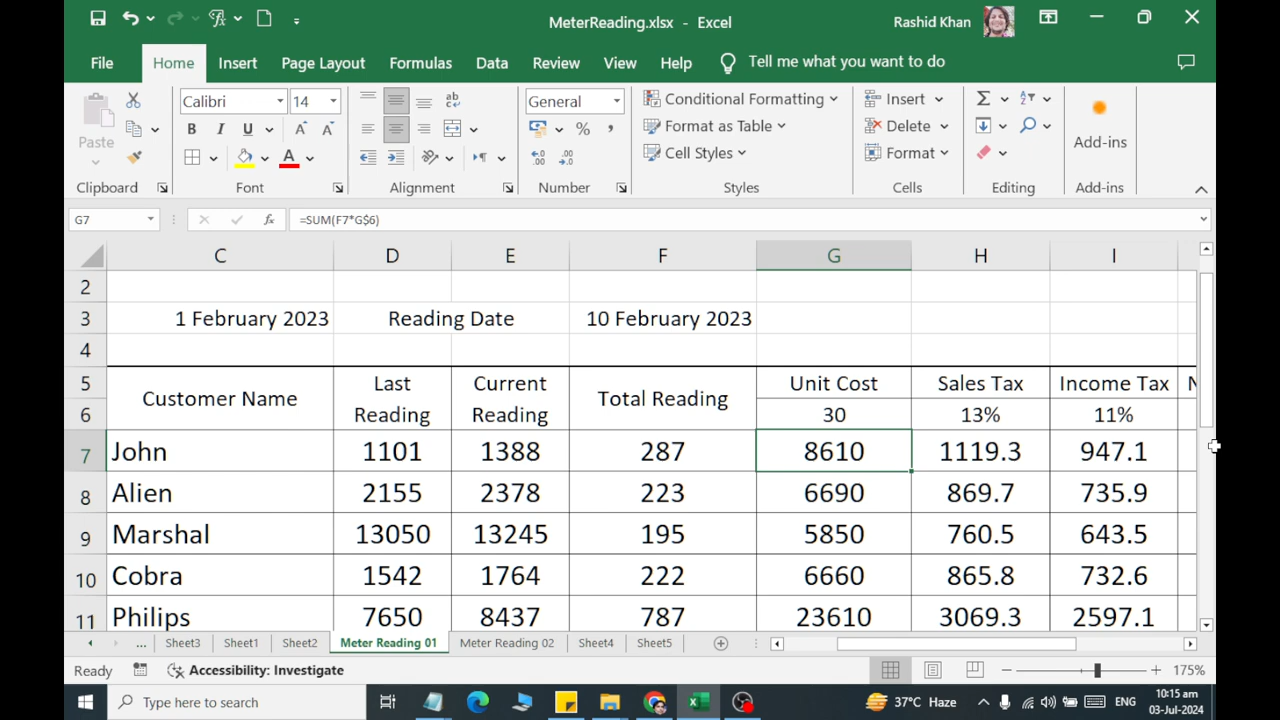 MeterReading.xlsx - Excel
Rashid Khan
File Home Insert Page Layout Formulas Data Review View Help Tell me what you want to do
Paste
Calibri 14
B I U A A
ab
General
% ,
Conditional Formatting
Format as Table
Cell Styles
Insert
Delete
Format
Add-ins
Clipboard Font Alignment Number Styles Cells Editing Add-ins
G7 fx =SUM(F7*G$6)
C D E F G H I
2
3 1 February 2023 Reading Date 10 February 2023
4
5 Customer Name Last Current Total Reading Unit Cost Sales Tax Income Tax N
6 Reading Reading 30 13% 11%
7 John 1101 1388 287 8610 1119.3 947.1
8 Alien 2155 2378 223 6690 869.7 735.9
9 Marshal 13050 13245 195 5850 760.5 643.5
10 Cobra 1542 1764 222 6660 865.8 732.6
11 Philips 7650 8437 787 23610 3069.3 2597.1
... Sheet3 Sheet1 Sheet2 Meter Reading 01 Meter Reading 02 Sheet4 Sheet5
Ready Accessibility: Investigate 175%
Type here to search 37°C Haze ENG 10:15 am
03-Jul-2024